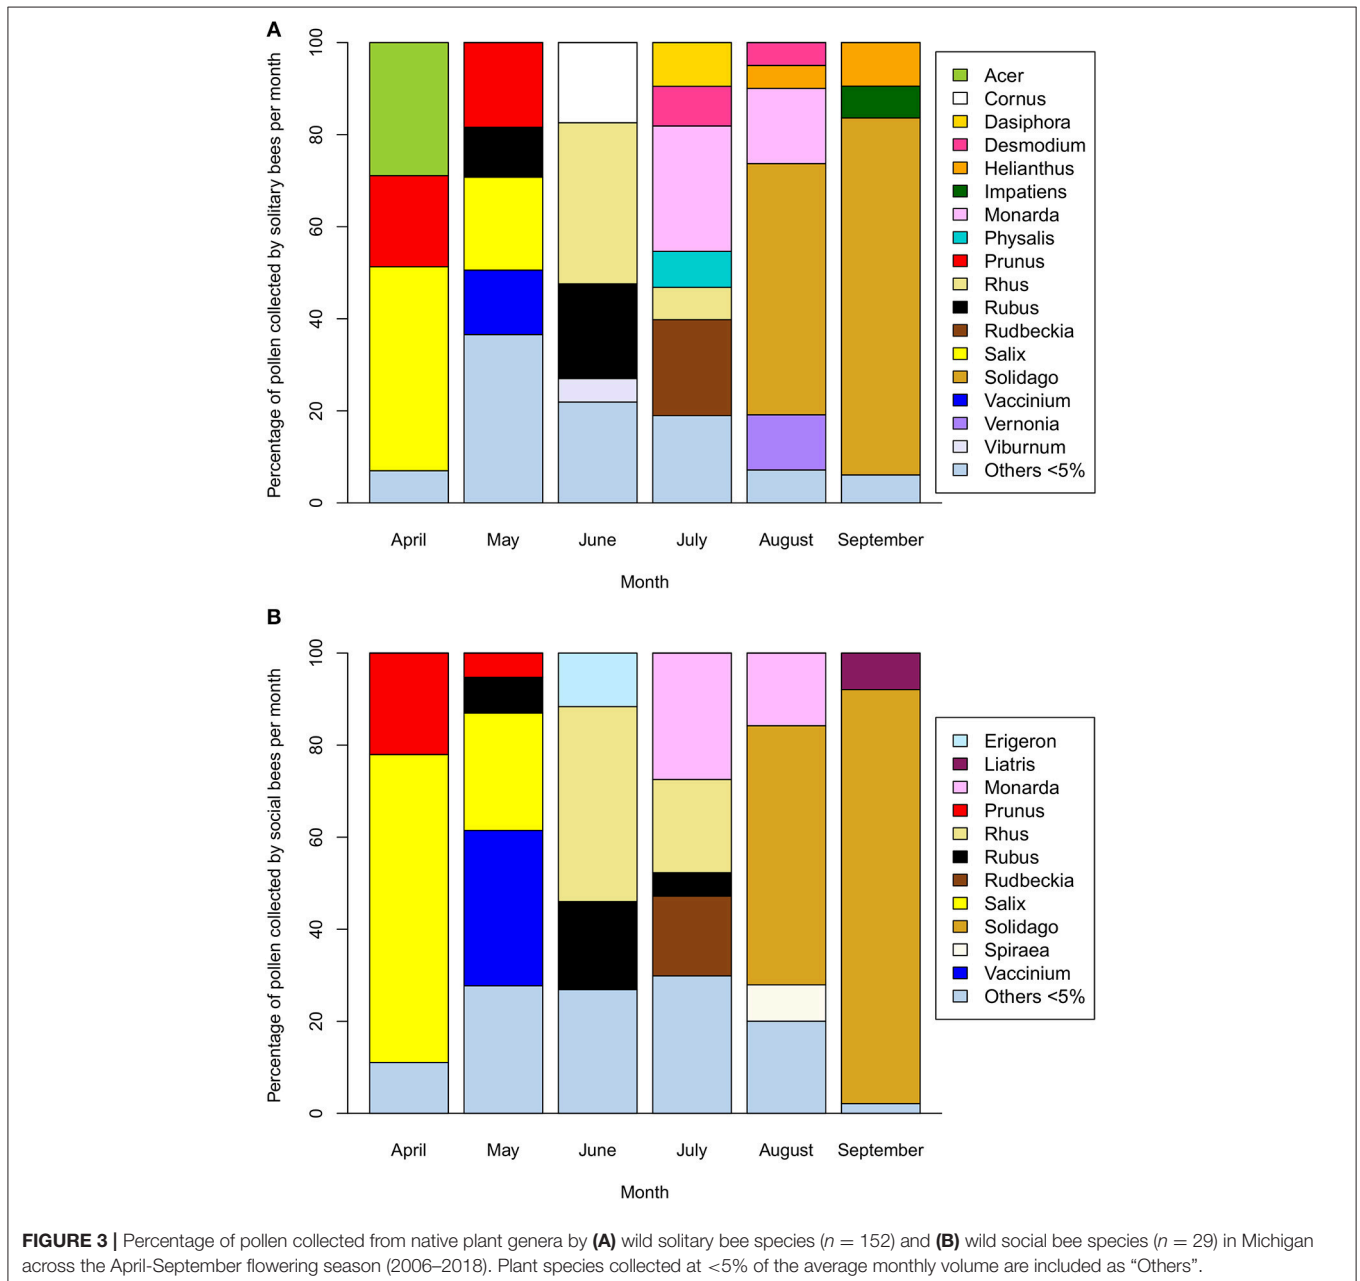 A
Percentage of pollen collected by solitary bees per month
100
80
60
40
20
0
April May June July August September
Month
Acer
Cornus
Dasiphora
Desmodium
Helianthus
Impatiens
Monarda
Physalis
Prunus
Rhus
Rubus
Rudbeckia
Salix
Solidago
Vaccinium
Vernonia
Viburnum
Others <5%
B
Percentage of pollen collected by social bees per month
100
80
60
40
20
0
April May June July August September
Month
Erigeron
Liatris
Monarda
Prunus
Rhus
Rubus
Rudbeckia
Salix
Solidago
Spiraea
Vaccinium
Others <5%
FIGURE 3 | Percentage of pollen collected from native plant genera by (A) wild solitary bee species (n = 152) and (B) wild social bee species (n = 29) in Michigan
across the April-September flowering season (2006–2018). Plant species collected at <5% of the average monthly volume are included as “Others”.